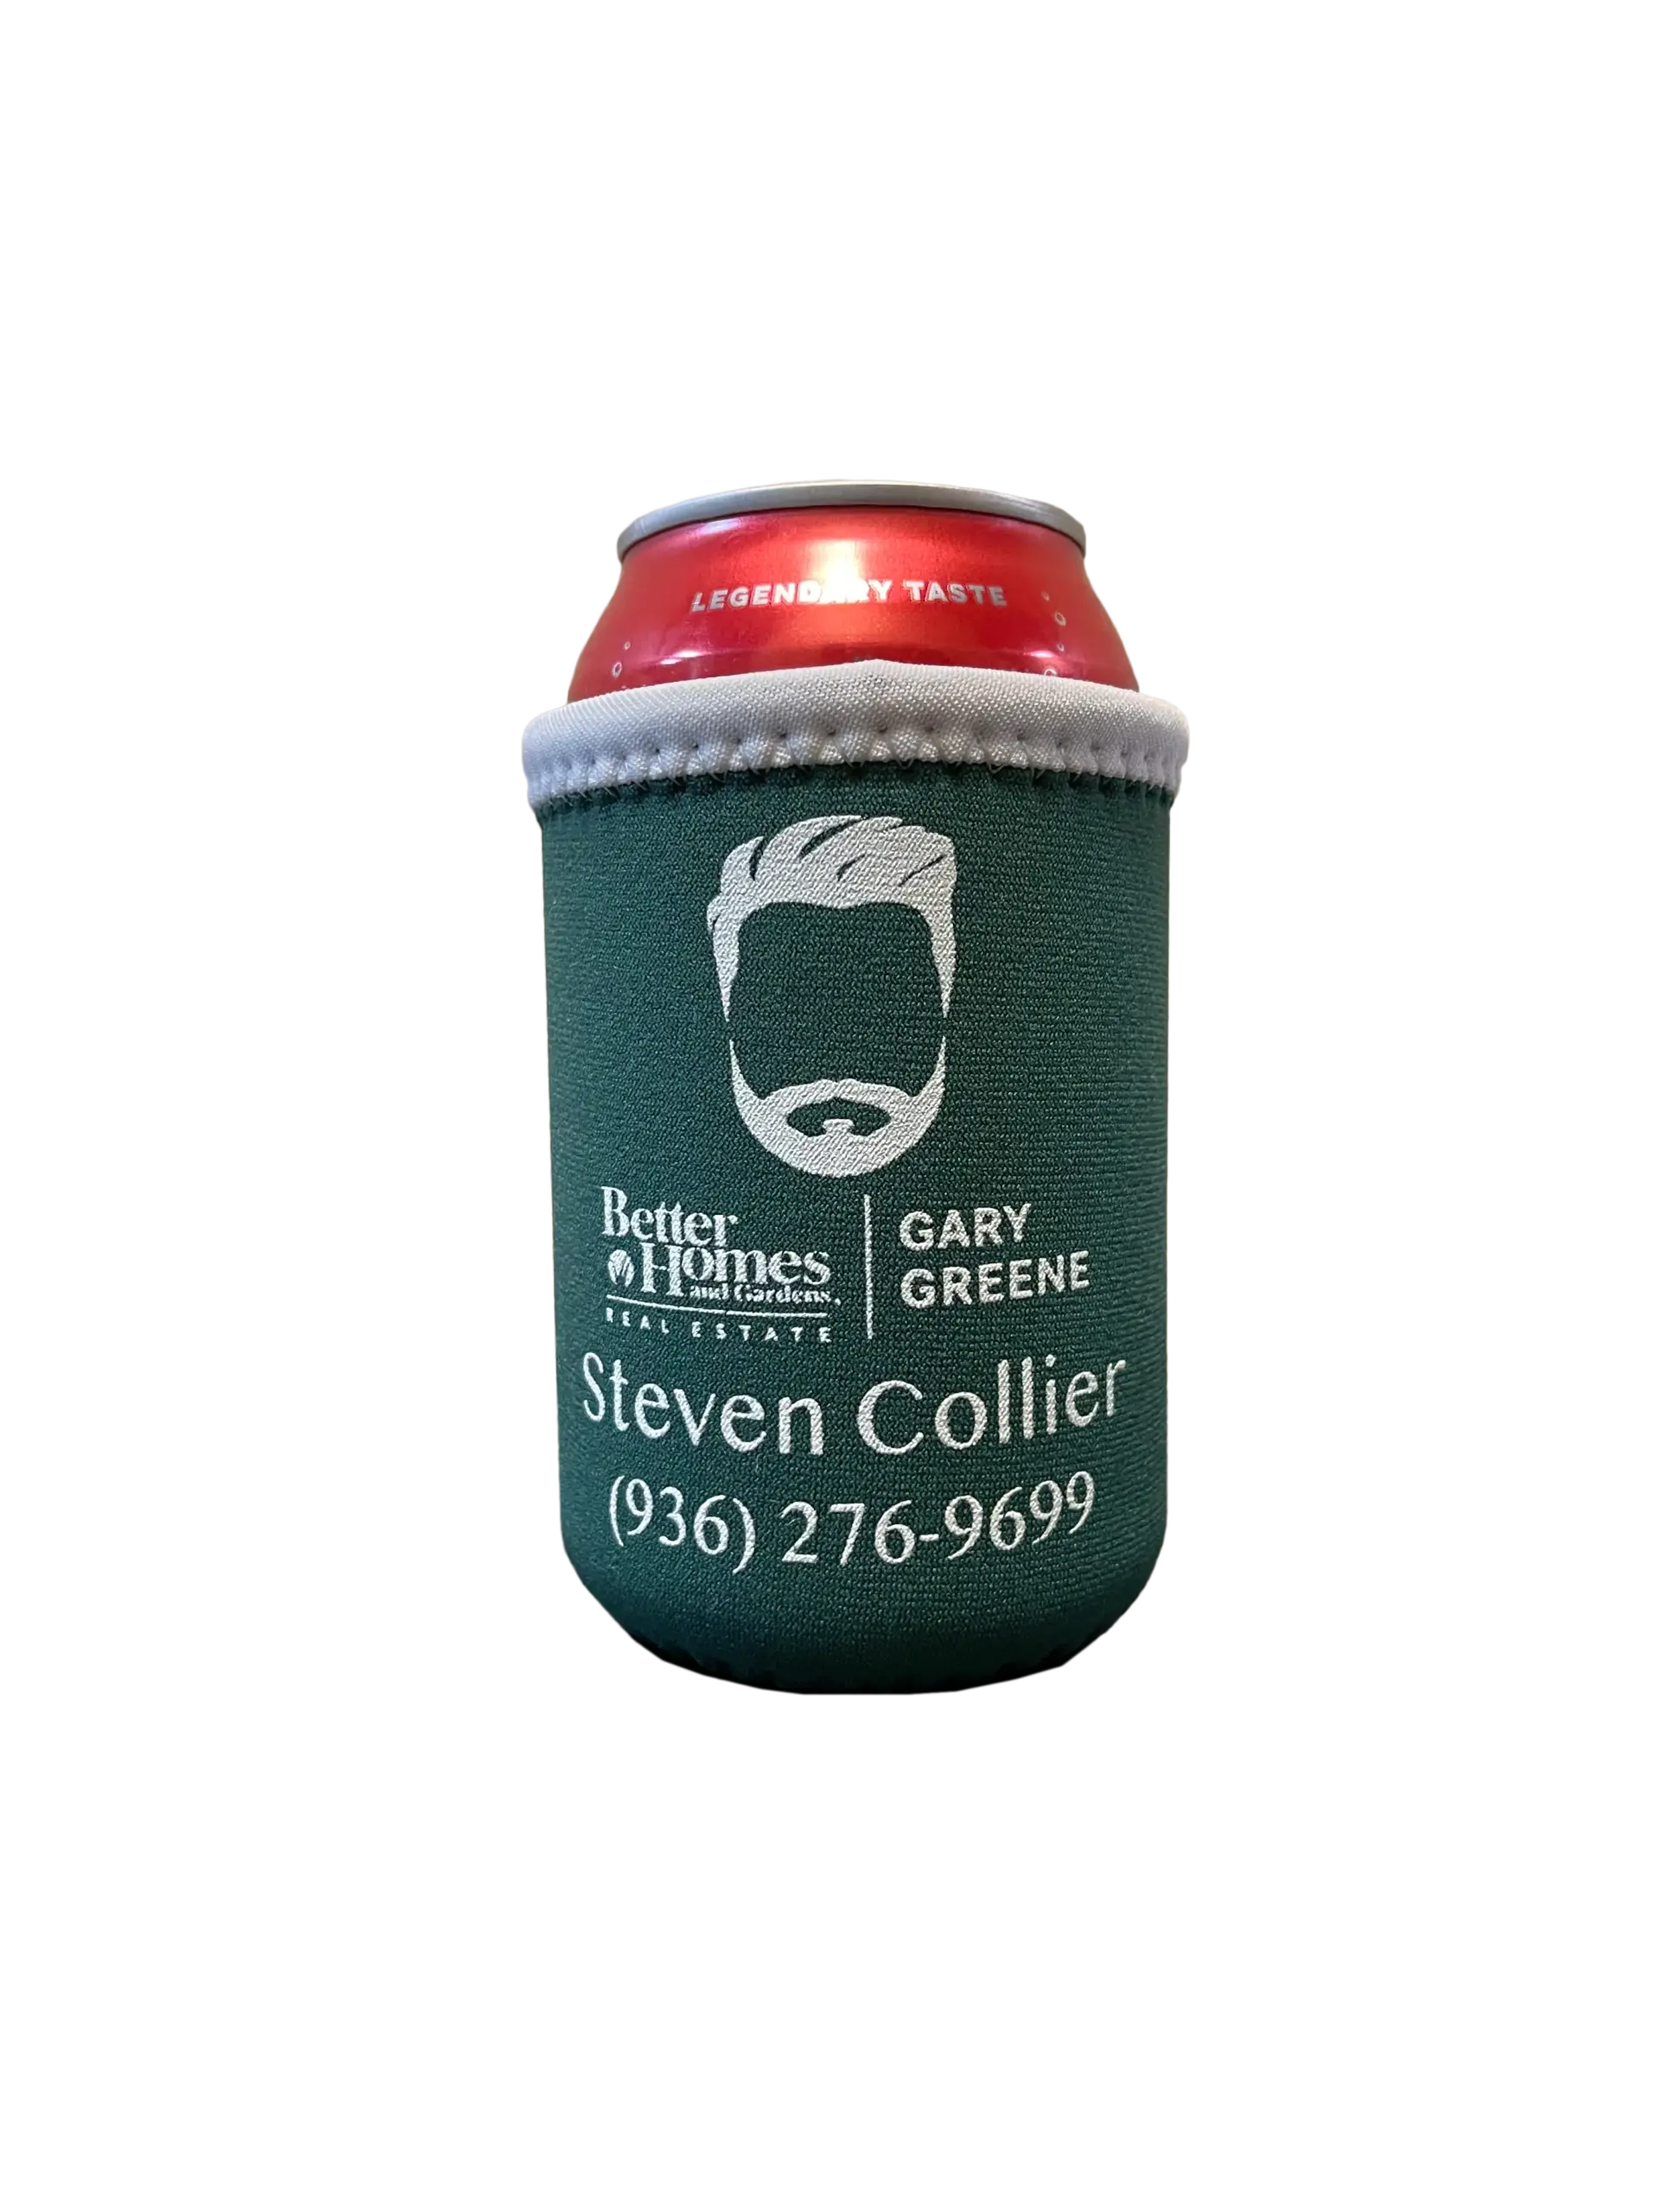 LEGENDARY TASTE
Better
Homes
and Gardens.
REAL ESTATE
GARY
GREENE
Steven Collier
(936) 276-9699